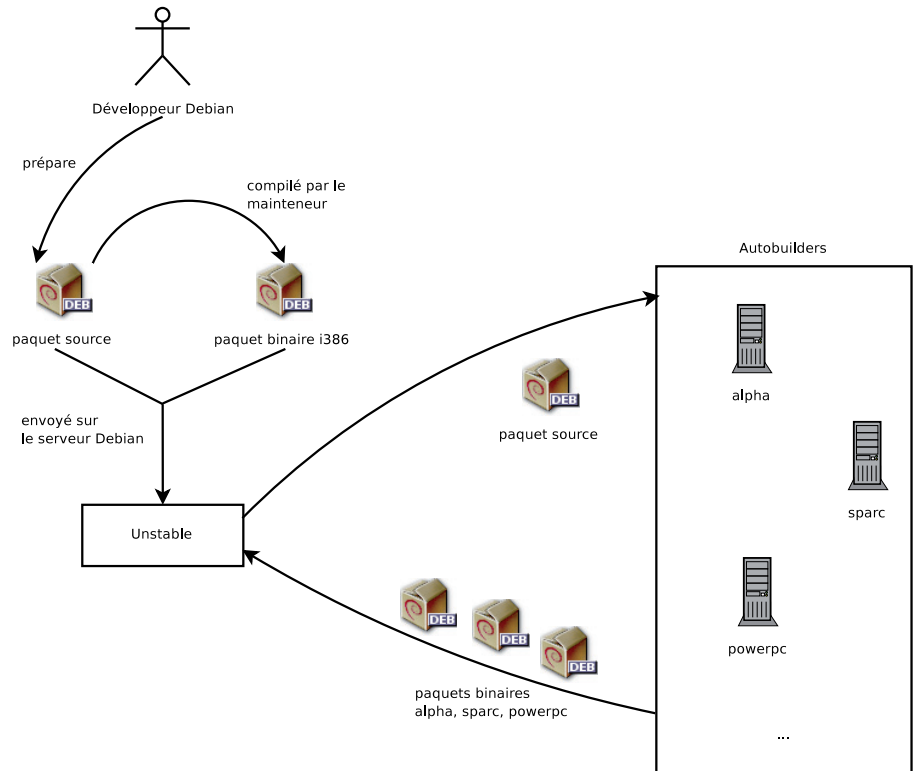 Développeur Debian
prépare
compilé par le
mainteneur
Autobuilders
DEB
DEB
paquet source
paquet binaire i386
alpha
DEB
paquet source
envoyé sur
le serveur Debian
sparc
Unstable
DEB
DEB
DEB
powerpc
paquets binaires
alpha, sparc, powerpc
...